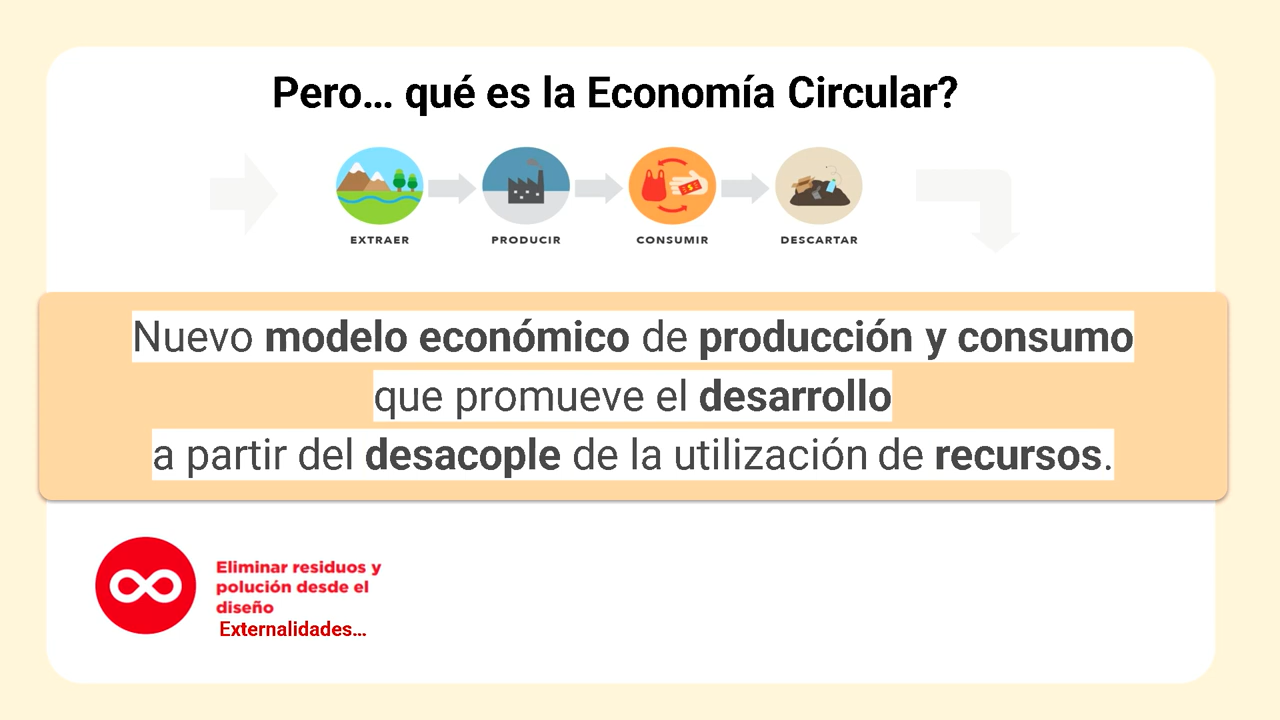 Pero... qué es la Economía Circular?
EXTRAER PRODUCIR CONSUMIR DESCARTAR
Nuevo modelo económico de producción y consumo
que promueve el desarrollo
a partir del desacople de la utilización de recursos.
Eliminar residuos y
polución desde el
diseño
Externalidades...